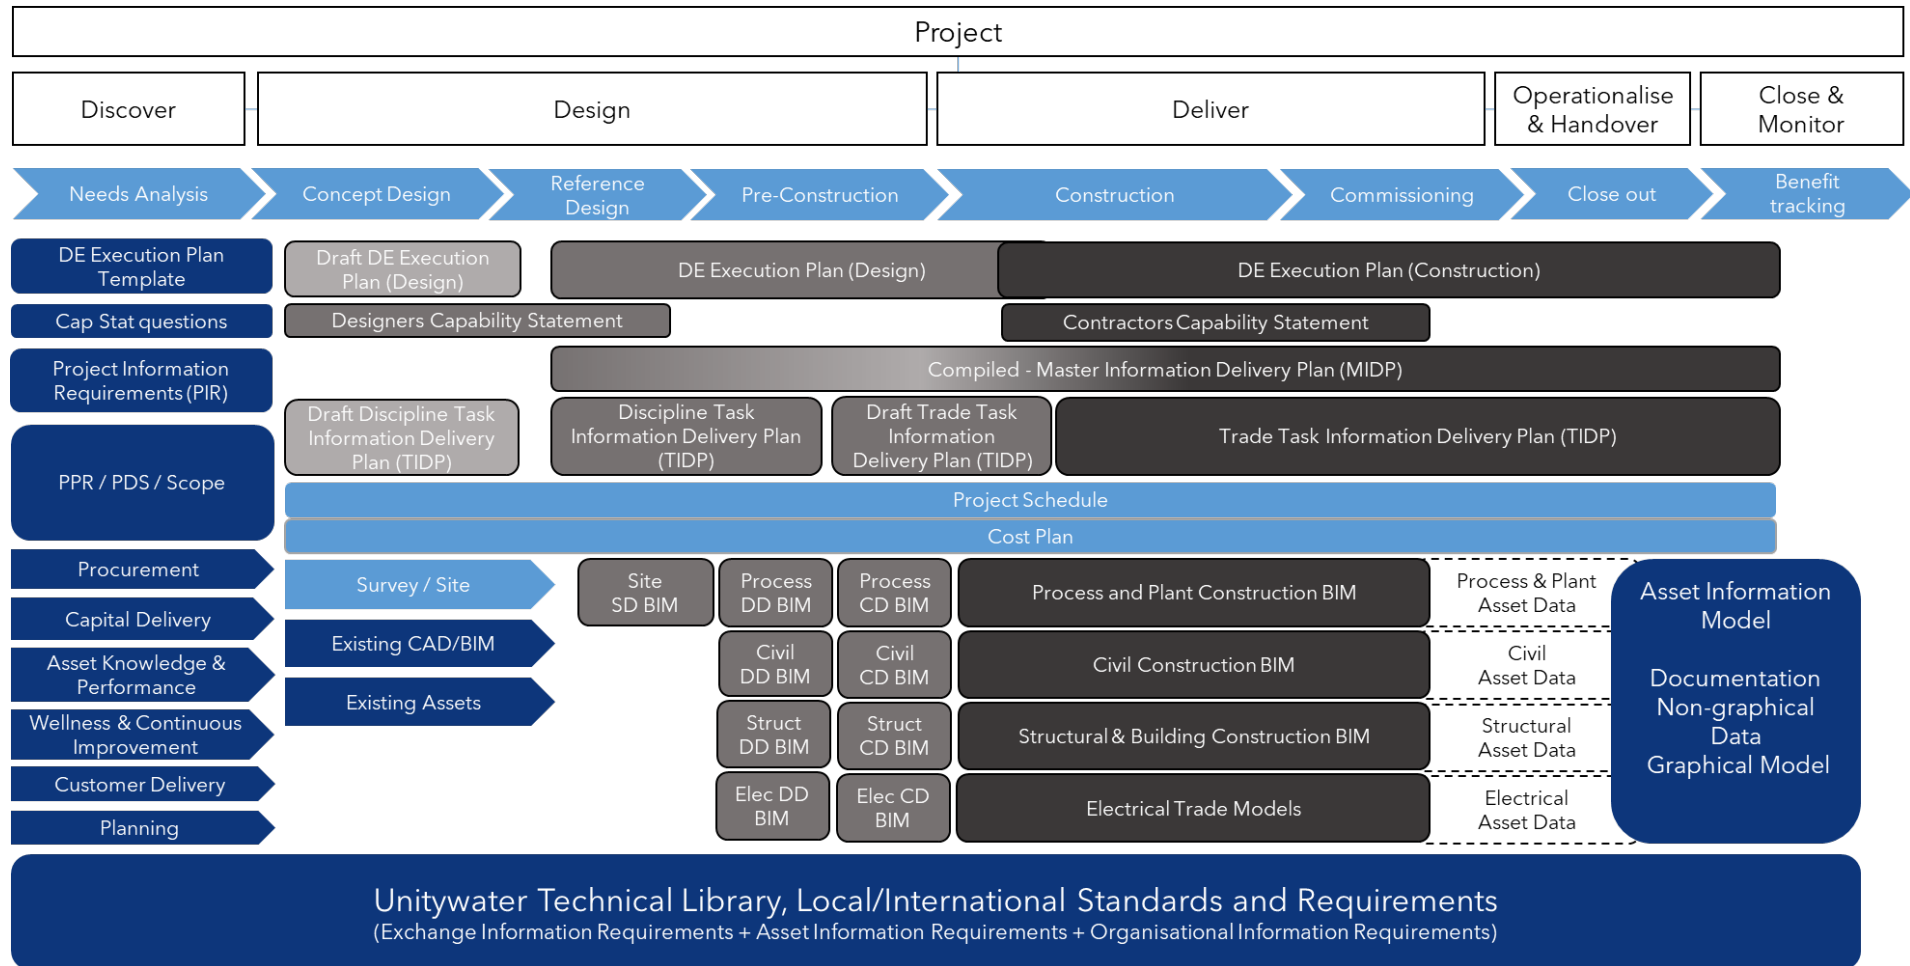 Project
Discover
Design
Deliver
Operationalise
& Handover
Close &
Monitor
Needs Analysis
Concept Design
Reference
Design
Pre-Construction
Construction
Commissioning
Close out
Benefit
tracking
DE Execution Plan
Template
Draft DE Execution
Plan (Design)
DE Execution Plan (Design)
DE Execution Plan (Construction)
Cap Stat questions
Designers Capability Statement
Contractors Capability Statement
Project Information
Requirements (PIR)
Compiled - Master Information Delivery Plan (MIDP)
Draft Discipline Task
Information Delivery
Plan (TIDP)
Discipline Task
Information Delivery Plan
(TIDP)
Draft Trade Task
Information
Delivery Plan (TIDP)
Trade Task Information Delivery Plan (TIDP)
PPR / PDS / Scope
Project Schedule
Cost Plan
Procurement
Capital Delivery
Asset Knowledge &
Performance
Wellness & Continuous
Improvement
Customer Delivery
Planning
Survey / Site
Existing CAD/BIM
Existing Assets
Site
SD BIM
Process
DD BIM
Process
CD BIM
Process and Plant Construction BIM
Process & Plant
Asset Data
Civil
DD BIM
Civil
CD BIM
Civil Construction BIM
Civil
Asset Data
Struct
DD BIM
Struct
CD BIM
Structural & Building Construction BIM
Structural
Asset Data
Elec DD
BIM
Elec CD
BIM
Electrical Trade Models
Electrical
Asset Data
Asset Information
Model
Documentation
Non-graphical
Data
Graphical Model
Unitywater Technical Library, Local/International Standards and Requirements
(Exchange Information Requirements + Asset Information Requirements + Organisational Information Requirements)